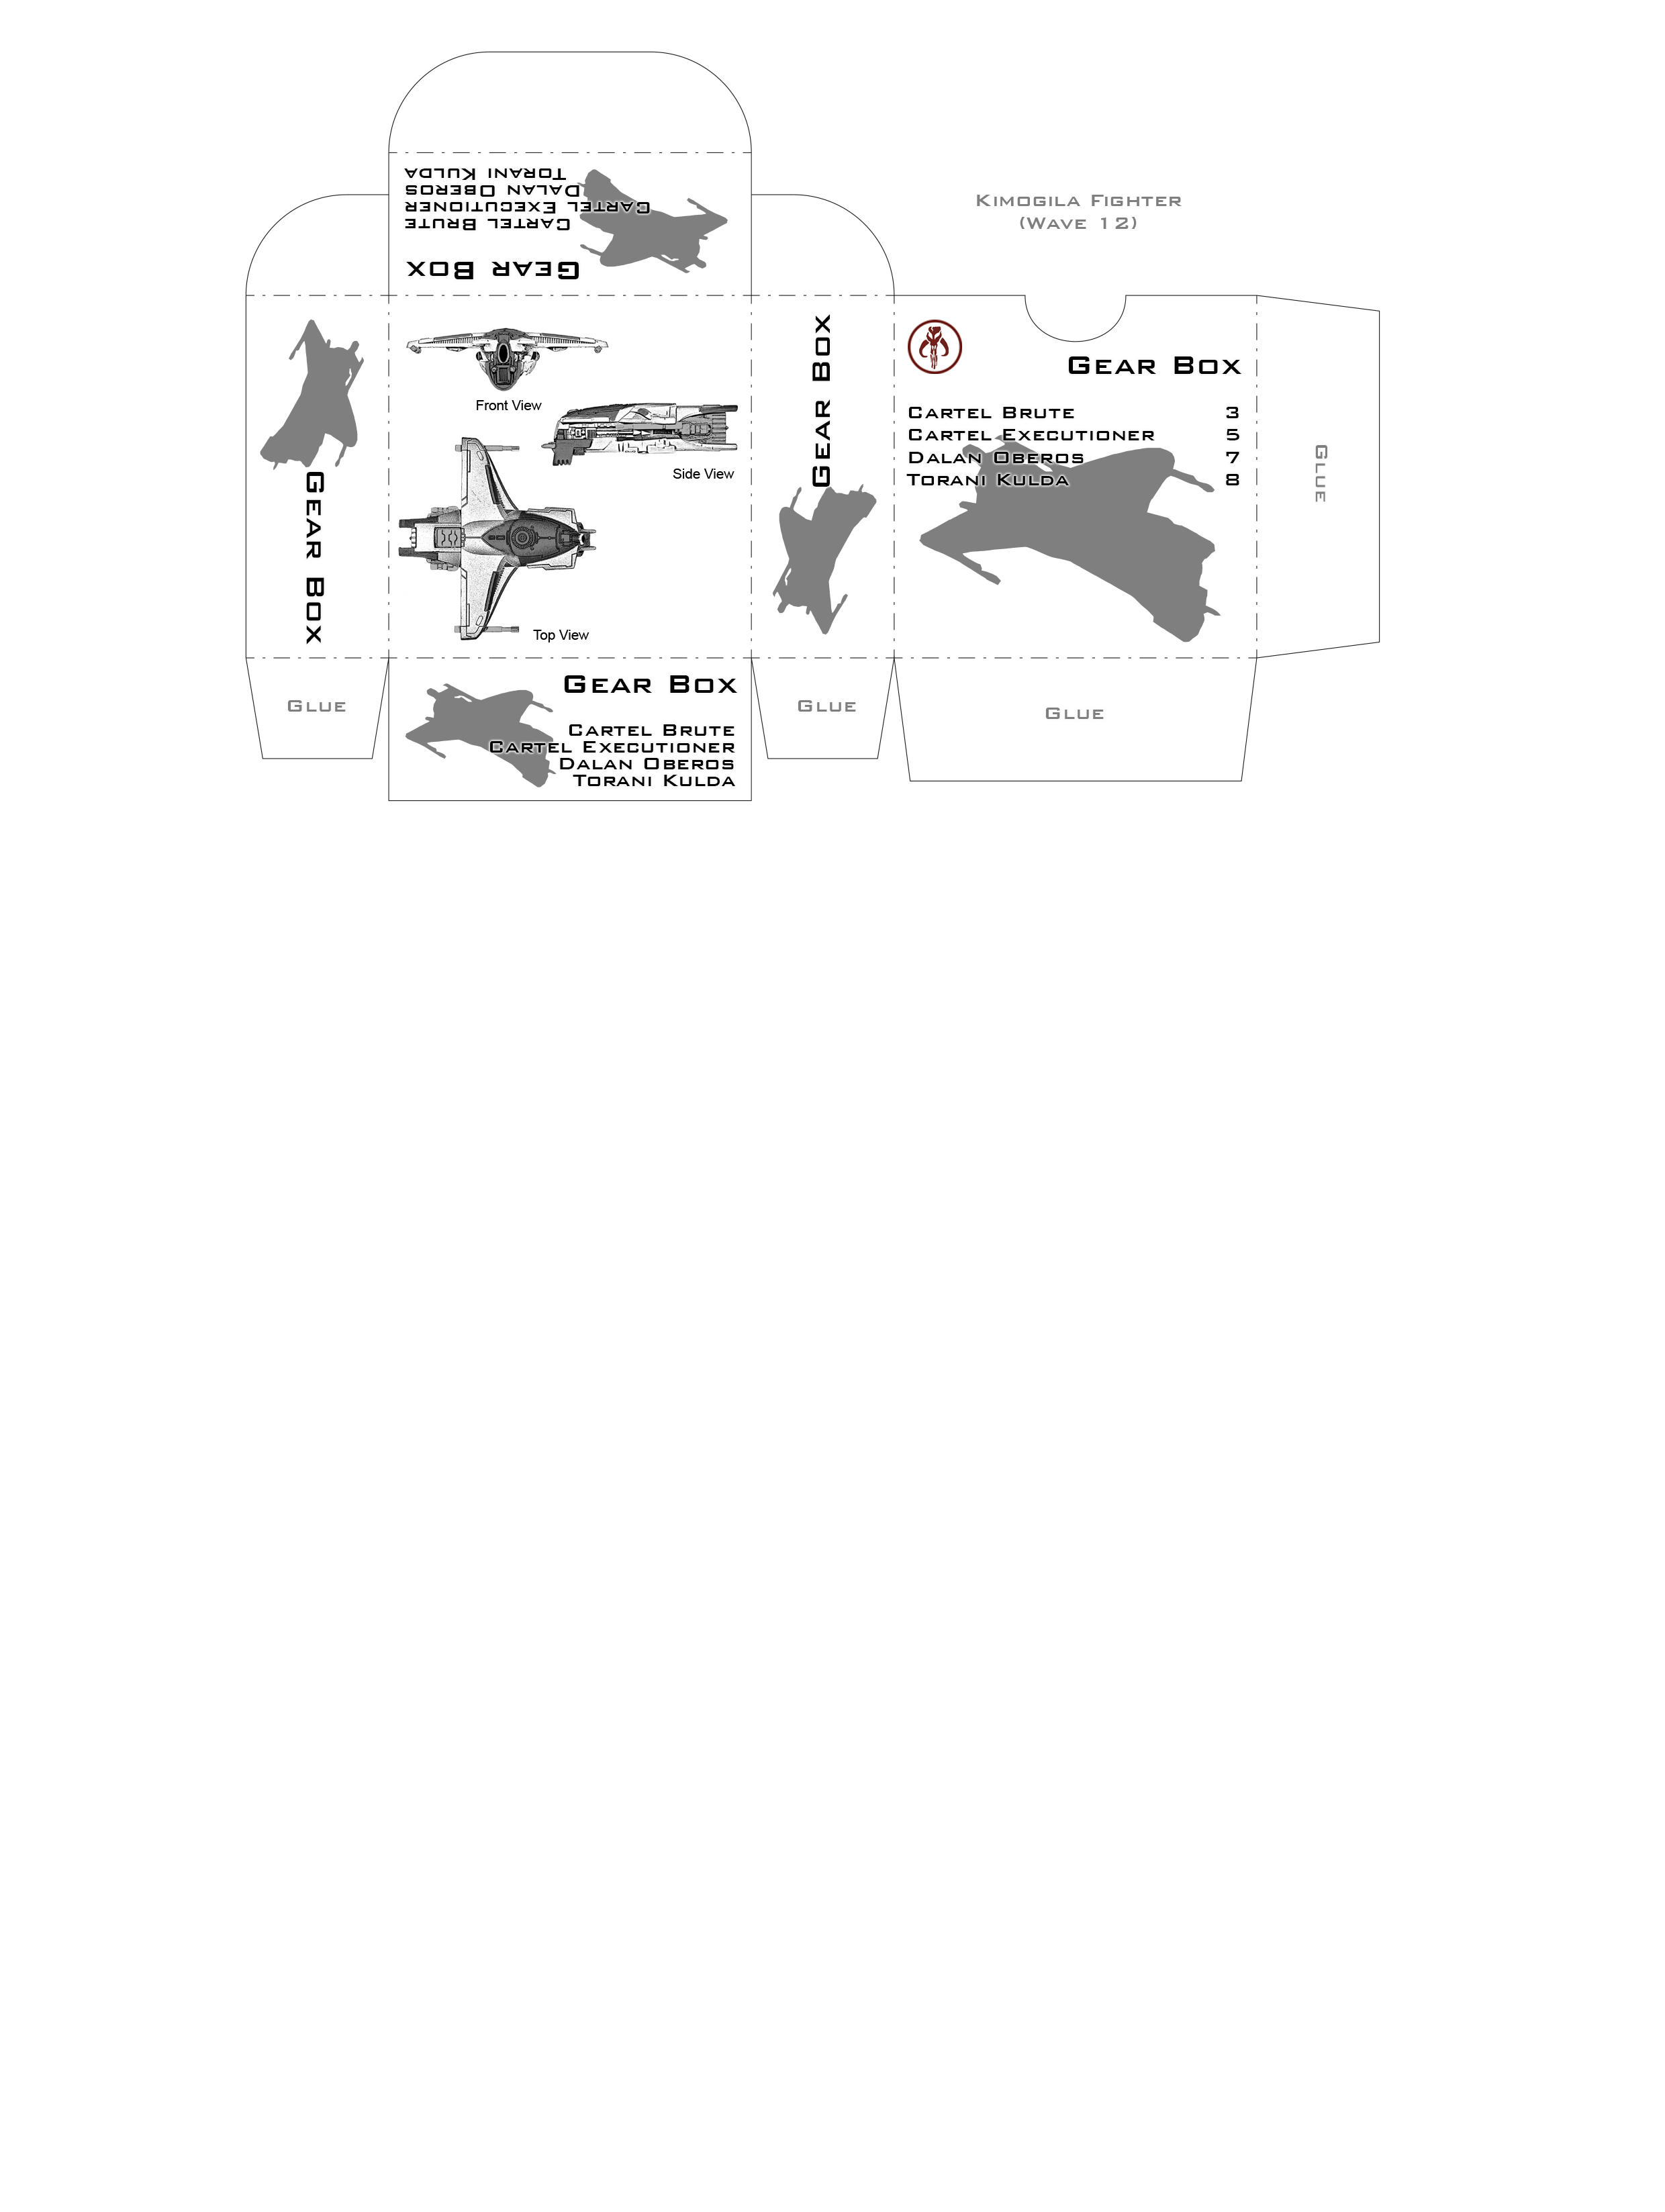 Torani Kulda
Dalan Oberos
Cartel Executioner
Cartel Brute
Gear Box
Kimogila Fighter
(Wave 12)
Gear Box
Front View
Side View
Top View
Gear Box
Gear Box
Cartel Brute 3
Cartel Executioner 5
Dalan Oberos 7
Torani Kulda 8
Glue
Glue
Gear Box
Cartel Brute
Cartel Executioner
Dalan Oberos
Torani Kulda
Glue
Glue